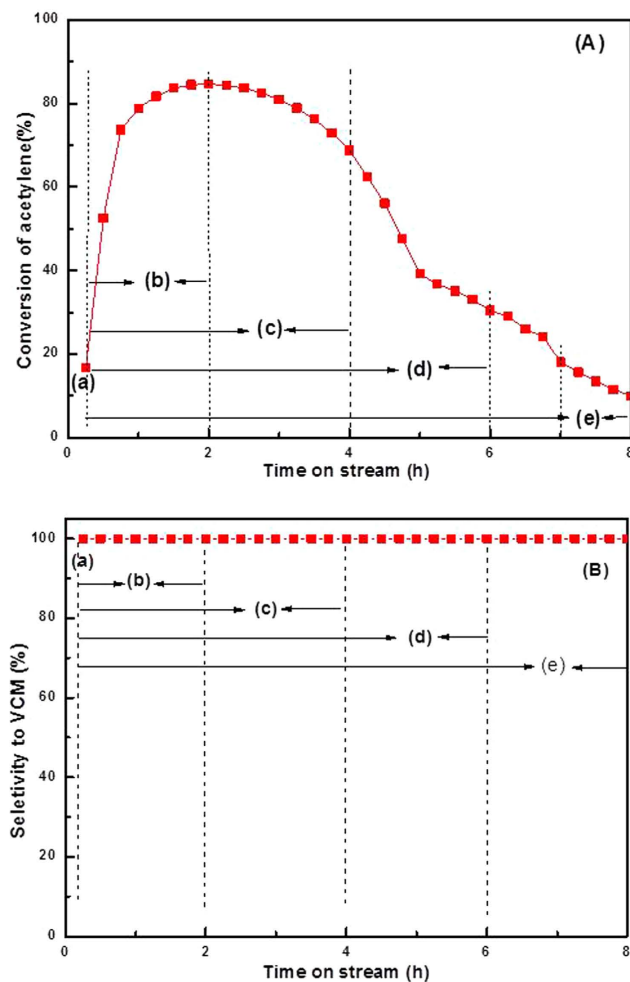 100
(A)
80
60
40
20
0
Conversion of acetylene(%)
(b)
(c)
(d)
(a)
(e)
0 2 4 6 8
Time on stream (h)
100
(a)
(B)
(b)
(c)
80
(d)
(e)
60
40
20
0
Seletivity to VCM (%)
0 2 4 6 8
Time on stream (h)